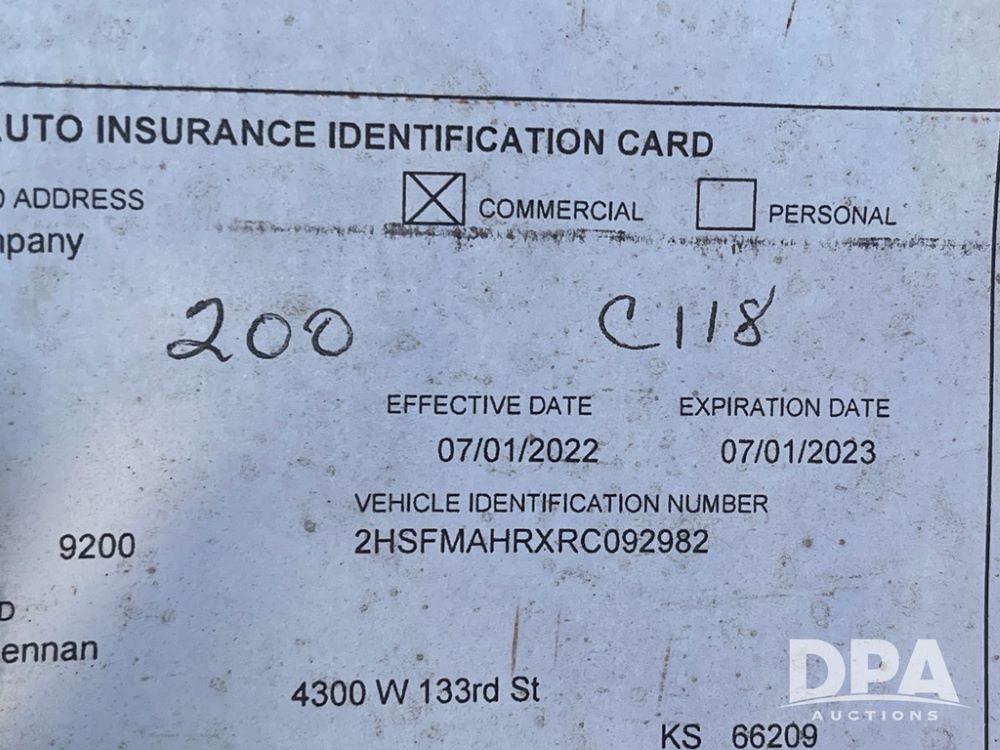 AUTO INSURANCE IDENTIFICATION CARD
ADDRESS
COMMERCIAL
PERSONAL
mpany
200
C118
EFFECTIVE DATE
EXPIRATION DATE
07/01/2022
07/01/2023
VEHICLE IDENTIFICATION NUMBER
9200
2HSFMAHRXRC092982
D
ennan
4300 W 133rd St
KS 66209
DPA
AUCTIONS